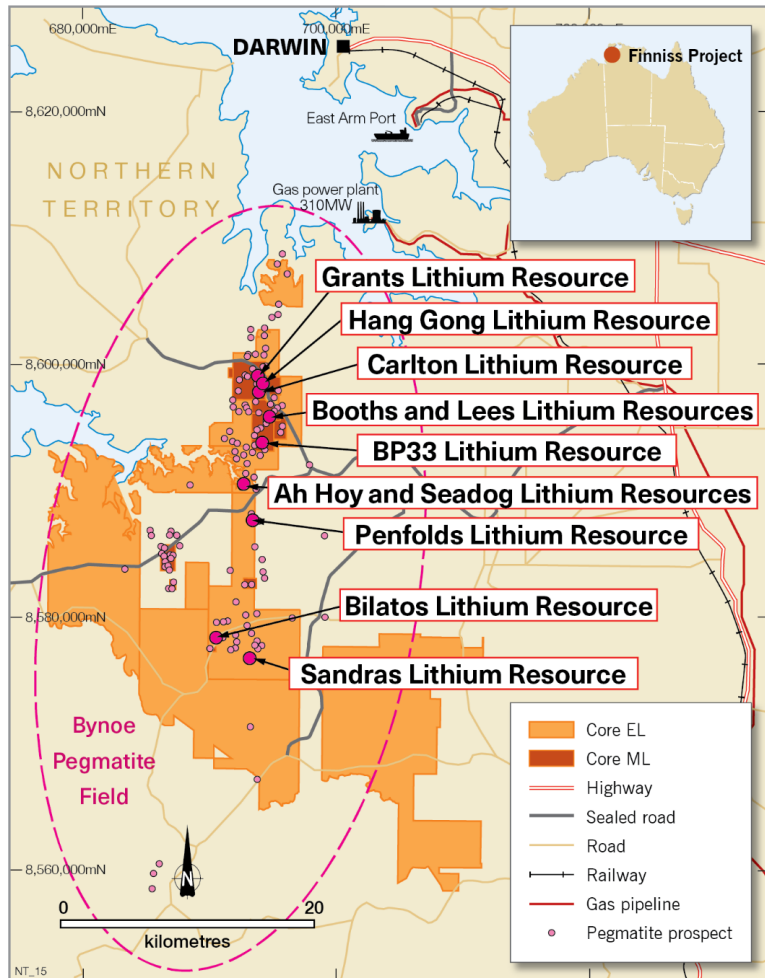 680,000mE
700,000mE
DARWIN
Finniss Project
8,620,000mN
East Arm Port
NORTHERN
TERRITORY
Gas power plant
310MW
Grants Lithium Resource
Hang Gong Lithium Resource
8,600,000mN
Carlton Lithium Resource
Booths and Lees Lithium Resources
BP33 Lithium Resource
Ah Hoy and Seadog Lithium Resources
Penfolds Lithium Resource
Bilatos Lithium Resource
8,580,000mN
Sandras Lithium Resource
Bynoe
Pegmatite
Field
Core EL
Core ML
Highway
Sealed road
Road
Railway
Gas pipeline
Pegmatite prospect
8,560,000mN
N
0 20
kilometres
NT_15